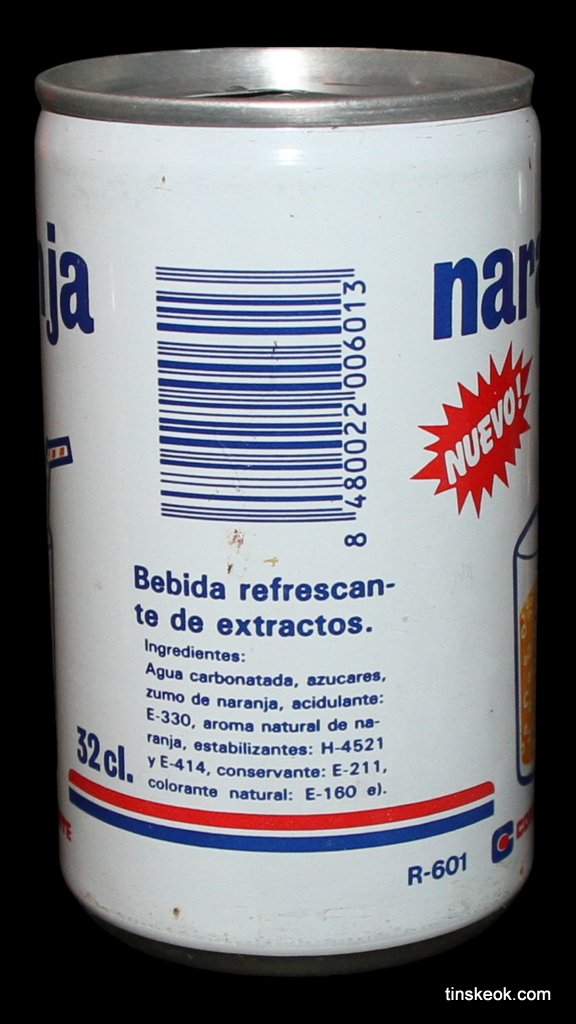 nja
nar
NUEVO!
8 480022 006013
Bebida refrescan-
te de extractos.
Ingredientes:
Agua carbonatada, azucares,
zumo de naranja, acidulante:
E-330, aroma natural de na-
ranja, estabilizantes: H-4521
y E-414, conservante: E-211,
colorante natural: E-160 e).
32 cl.
R-601
tinskeok.com